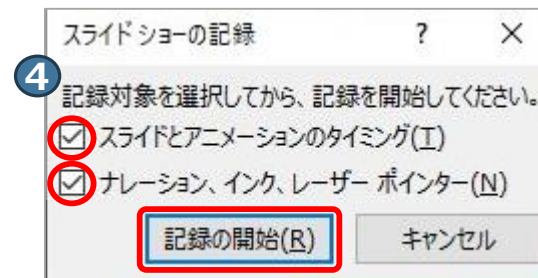 スライド ショーの記録 ? ×
4
記録対象を選択してから、記録を開始してください。
スライドとアニメーションのタイミング(T)
ナレーション、インク、レーザー ポインター(N)
記録の開始(R) キャンセル